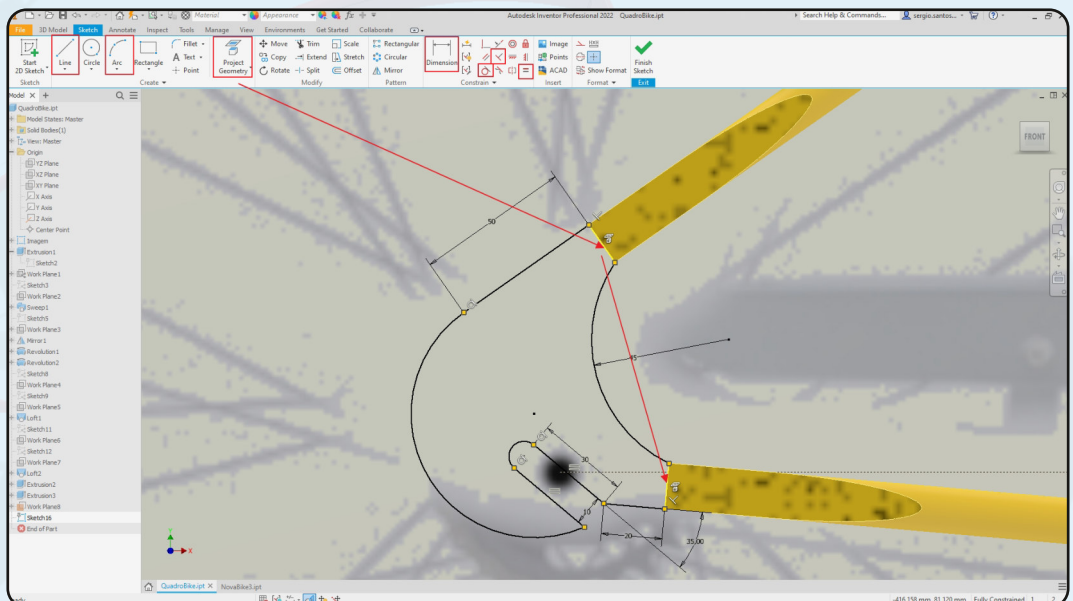 Material
Appearance
Autodesk Inventor Professional 2022 QuadroBike.ipt
Search Help & Commands...
sergio.santos...
File 3D Model Sketch Annotate Inspect Tools Manage View Environments Get Started Collaborate
Start
2D Sketch
Line
Circle
Arc
Rectangle
Fillet
Text
Point
Project
Geometry
Move
Copy
Rotate
Trim
Extend
Split
Scale
Stretch
Offset
Rectangular
Circular
Mirror
Dimension
Image
Points
ACAD
Show Format
Finish
Sketch
Sketch Create Modify Pattern Constrain Insert Format Exit
Model
QuadroBike.ipt
Model States: Master
Solid Bodies(1)
View: Master
Origin
YZ Plane
XZ Plane
XY Plane
X Axis
Y Axis
Z Axis
Center Point
Imagem
Extrusion1
Sketch2
Work Plane1
Sketch3
Work Plane2
Sweep1
Sketch5
Work Plane3
Mirror1
Revolution1
Revolution2
Sketch8
Work Plane4
Sketch9
Work Plane5
Loft1
Sketch11
Work Plane6
Sketch12
Work Plane7
Loft2
Extrusion2
Extrusion3
Work Plane8
Sketch16
End of Part
FRONT
50
30
10
20
35,00
Y
X
QuadroBike.ipt
NovaBike3.ipt
-416,158 mm, 81,120 mm Fully Constrained 1 2